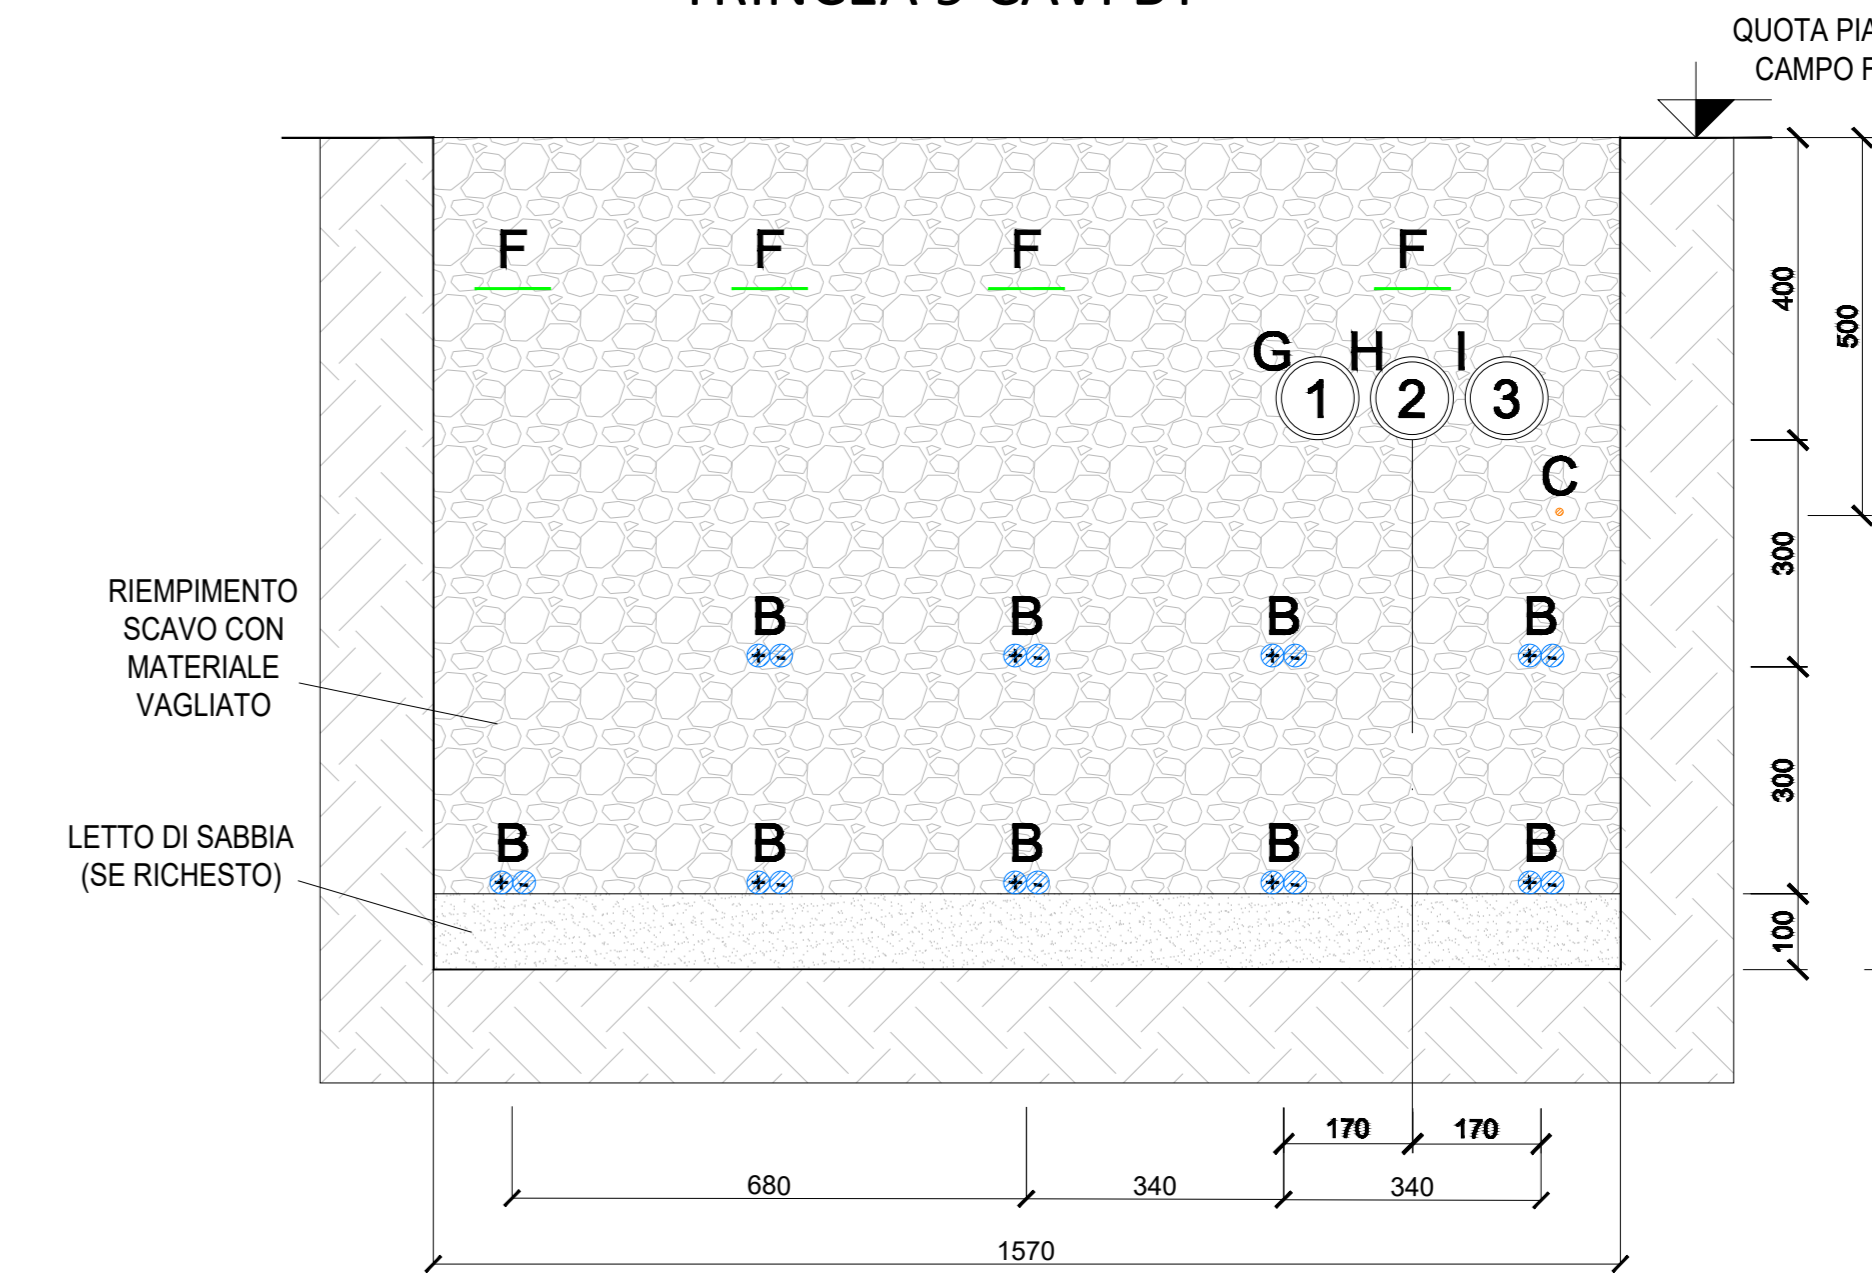 QUOTA PIA
CAMPO F
F F F F
400
500
G H I
1 2 3
C
300
RIEMPIMENTO
SCAVO CON
MATERIALE
VAGLIATO
B B B B
+ - + - + - + -
300
LETTO DI SABBIA
(SE RICHESTO)
B B B B B
+ - + - + - + - + -
100
170 170
680 340 340
1570